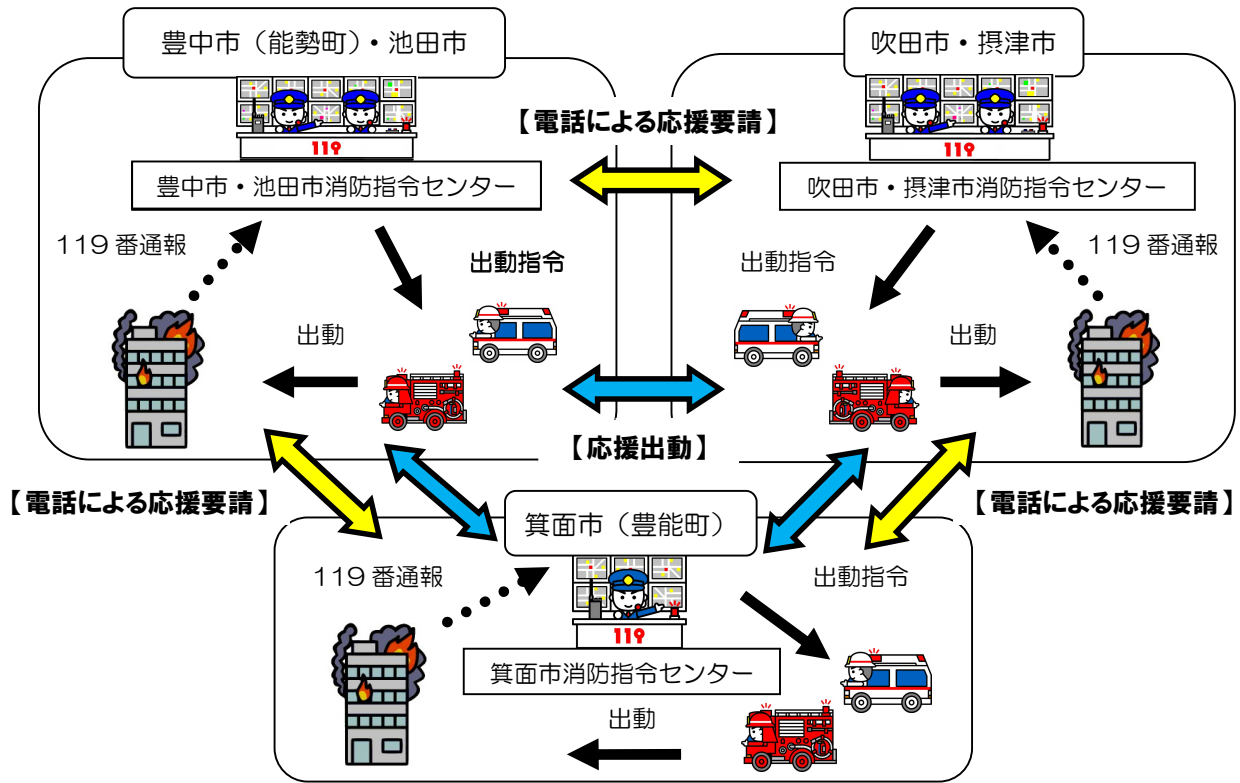 豊中市（能勢町）・池田市
吹田市・摂津市
【電話による応援要請】
119
119
豊中市・池田市消防指令センター
吹田市・摂津市消防指令センター
119番通報
出動指令
出動指令
119番通報
出動
出動
【応援出動】
【電話による応援要請】
【電話による応援要請】
箕面市（豊能町）
119番通報
出動指令
119
箕面市消防指令センター
出動